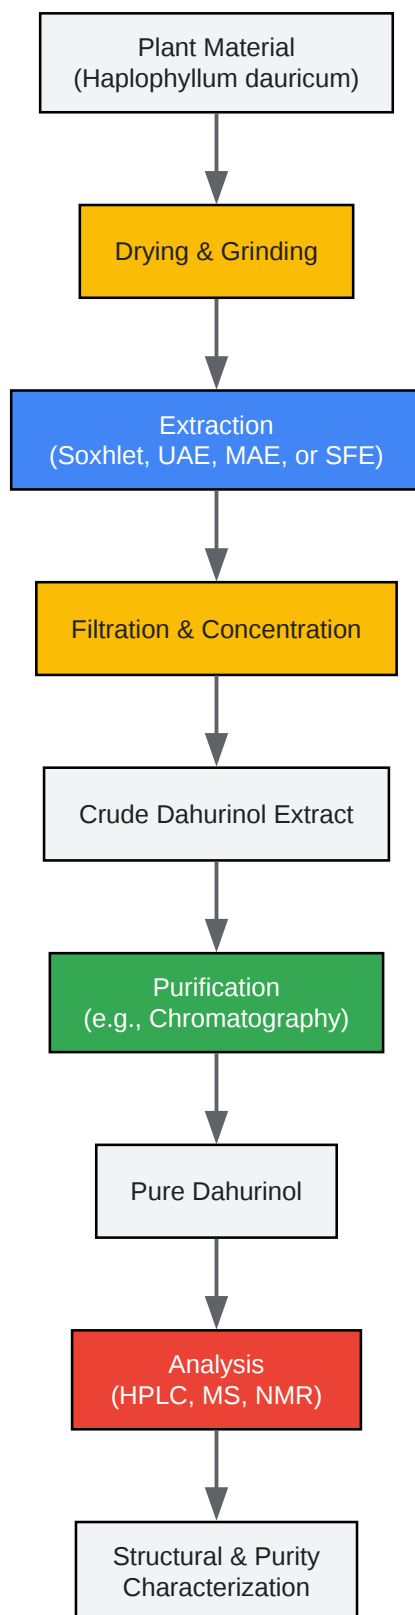 Plant Material
(Haplophyllum dauricum)
Drying & Grinding
Extraction
(Soxhlet, UAE, MAE, or SFE)
Filtration & Concentration
Crude Dahurinol Extract
Purification
(e.g., Chromatography)
Pure Dahurinol
Analysis
(HPLC, MS, NMR)
Structural & Purity
Characterization